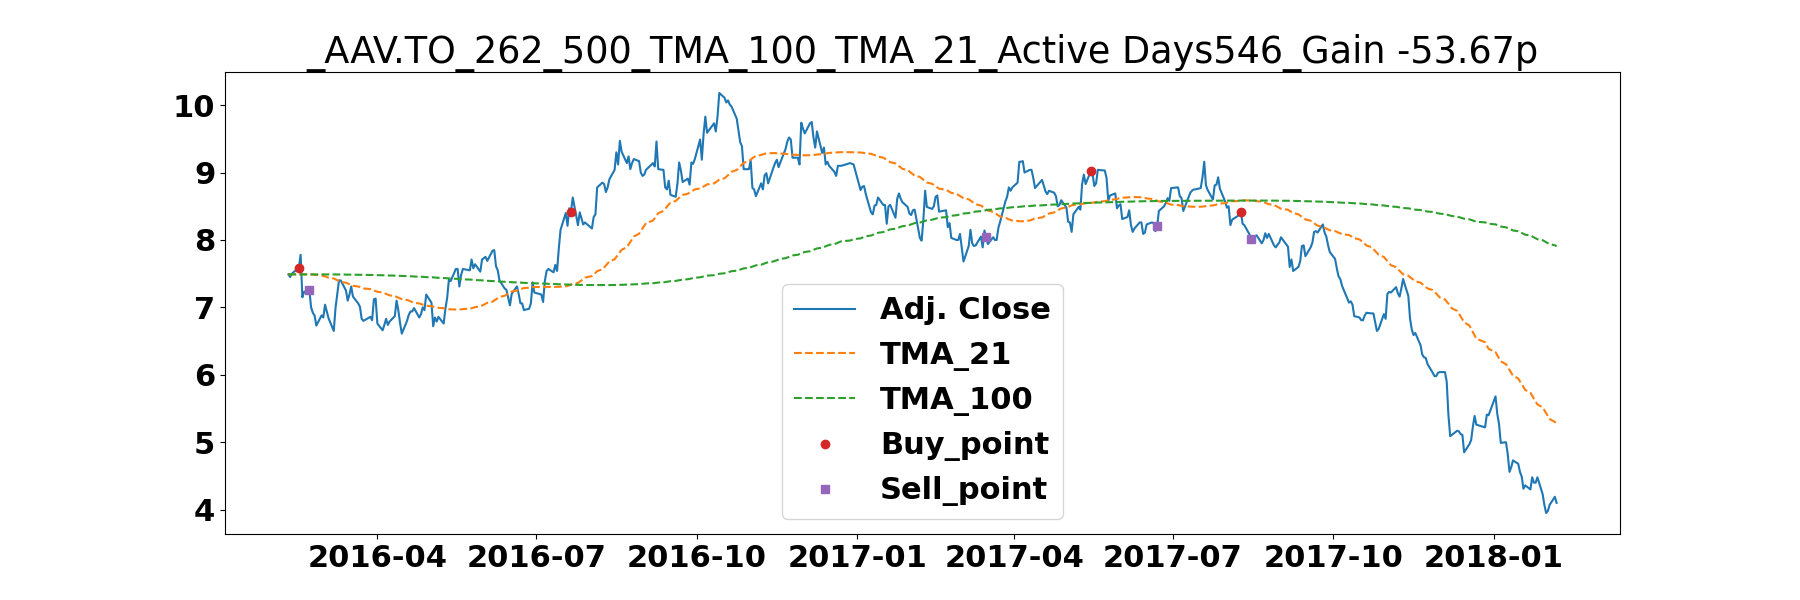 _AAV.TO_262_500_TMA_100_TMA_21_Active Days546_Gain -53.67p
10
9
8
7
6
5
4
Adj. Close
TMA_21
TMA_100
Buy_point
Sell_point
2016-04 2016-07 2016-10 2017-01 2017-04 2017-07 2017-10 2018-01